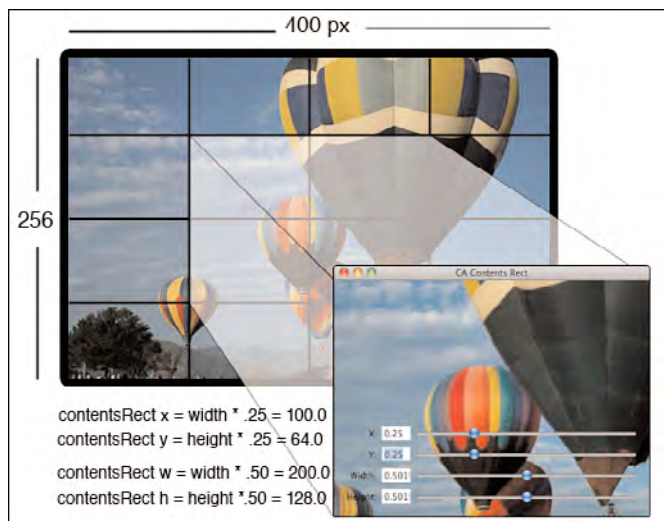 400 px
256
CA Contents Rect
X: 0.25
Y: 0.25
Width: 0.501
Height: 0.501
contentsRect x = width * .25 = 100.0
contentsRect y = height * .25 = 64.0
contentsRect w = width * .50 = 200.0
contentsRect h = height *.50 = 128.0